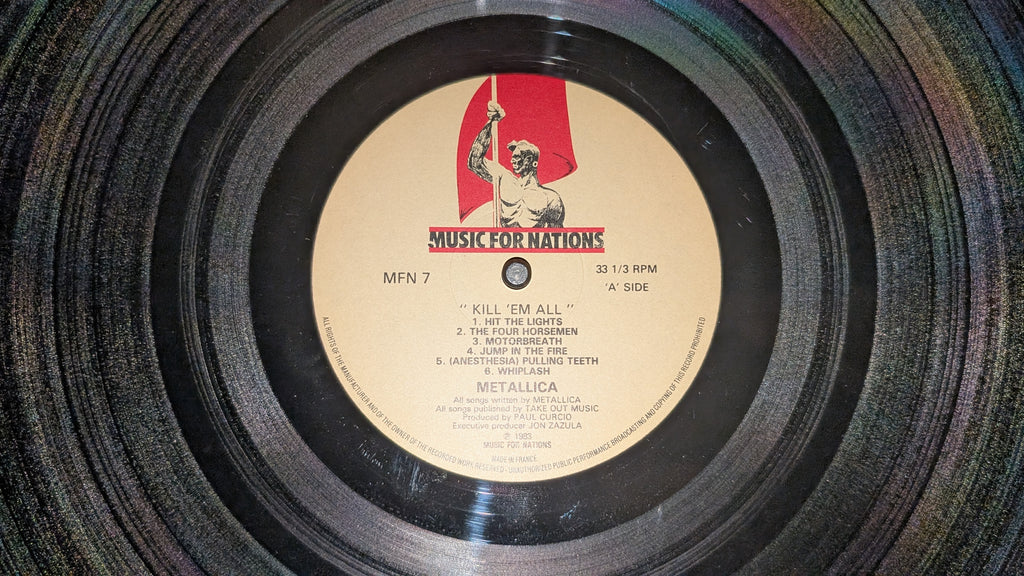 MUSIC FOR NATIONS
MFN 7
33 1/3 RPM
'A' SIDE
" KILL 'EM ALL "
1. HIT THE LIGHTS
2. THE FOUR HORSEMEN
3. MOTORBREATH
4. JUMP IN THE FIRE
5. (ANESTHESIA) PULLING TEETH
6. WHIPLASH
METALLICA
All songs written by METALLICA
All songs published by TAKE OUT MUSIC
Produced by PAUL CURCIO
Executive producer JON ZAZULA
℗ 1983
MUSIC FOR NATIONS
MADE IN FRANCE
ALL RIGHTS OF THE MANUFACTURER AND OF THE OWNER OF THE RECORDED WORK RESERVED - UNAUTHORIZED PUBLIC PERFORMANCE BROADCASTING AND COPYING OF THIS RECORD PROHIBITED